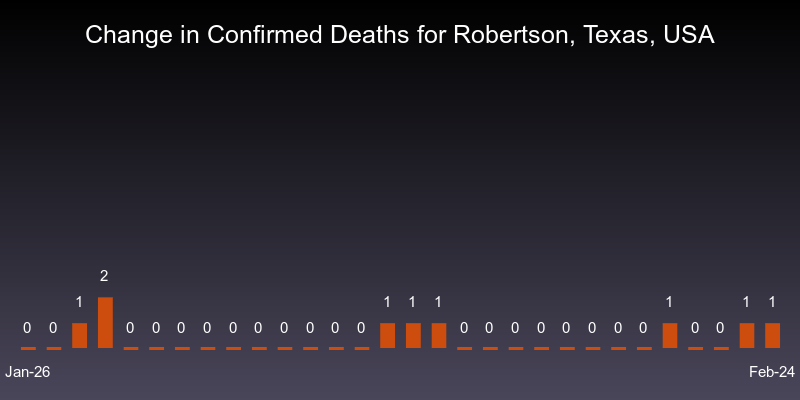 Change in Confirmed Deaths for Robertson, Texas, USA
2
1 1 1 1 1 1 1
0 0 0 0 0 0 0 0 0 0 0 0 0 0 0 0 0 0 0 0 0 0
Jan-26 Feb-24